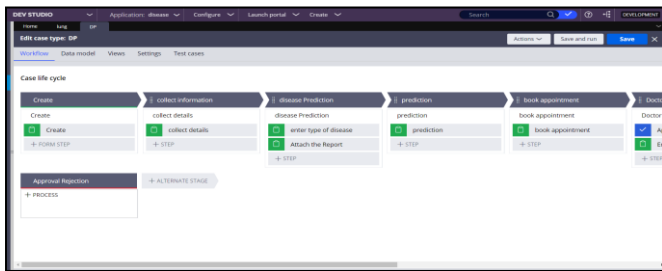 DEV STUDIO Application: disease Configure Launch portal Create Search DEVELOPMENT
Home lung DP
Edit case type: DP Actions Save and run Save
Workflow Data model Views Settings Test cases
Case life cycle
Create collect information disease Prediction prediction book appointment Doct
Create collect details disease Prediction prediction book appointment Doctor
Create collect details enter type of disease prediction book appointment
+ FORM STEP + STEP Attach the Report + STEP + STEP
+ STEP + STEP
Approval Rejection + ALTERNATE STAGE
+ PROCESS